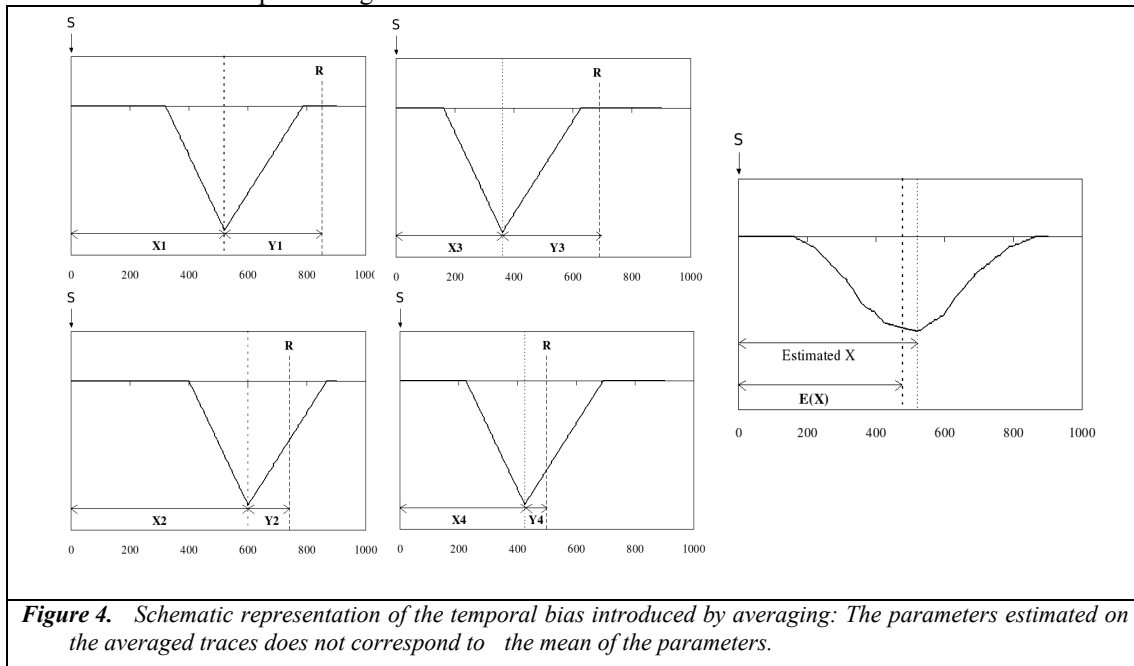 S
R
X1 Y1
0 200 400 600 800 1000
S
R
X3 Y3
0 200 400 600 800 1000
S
R
X2 Y2
0 200 400 600 800 1000
S
R
X4 Y4
0 200 400 600 800 1000
S
Estimated X
E(X)
0 200 400 600 800 1000
Figure 4. Schematic representation of the temporal bias introduced by averaging: The parameters estimated on
the averaged traces does not correspond to the mean of the parameters.